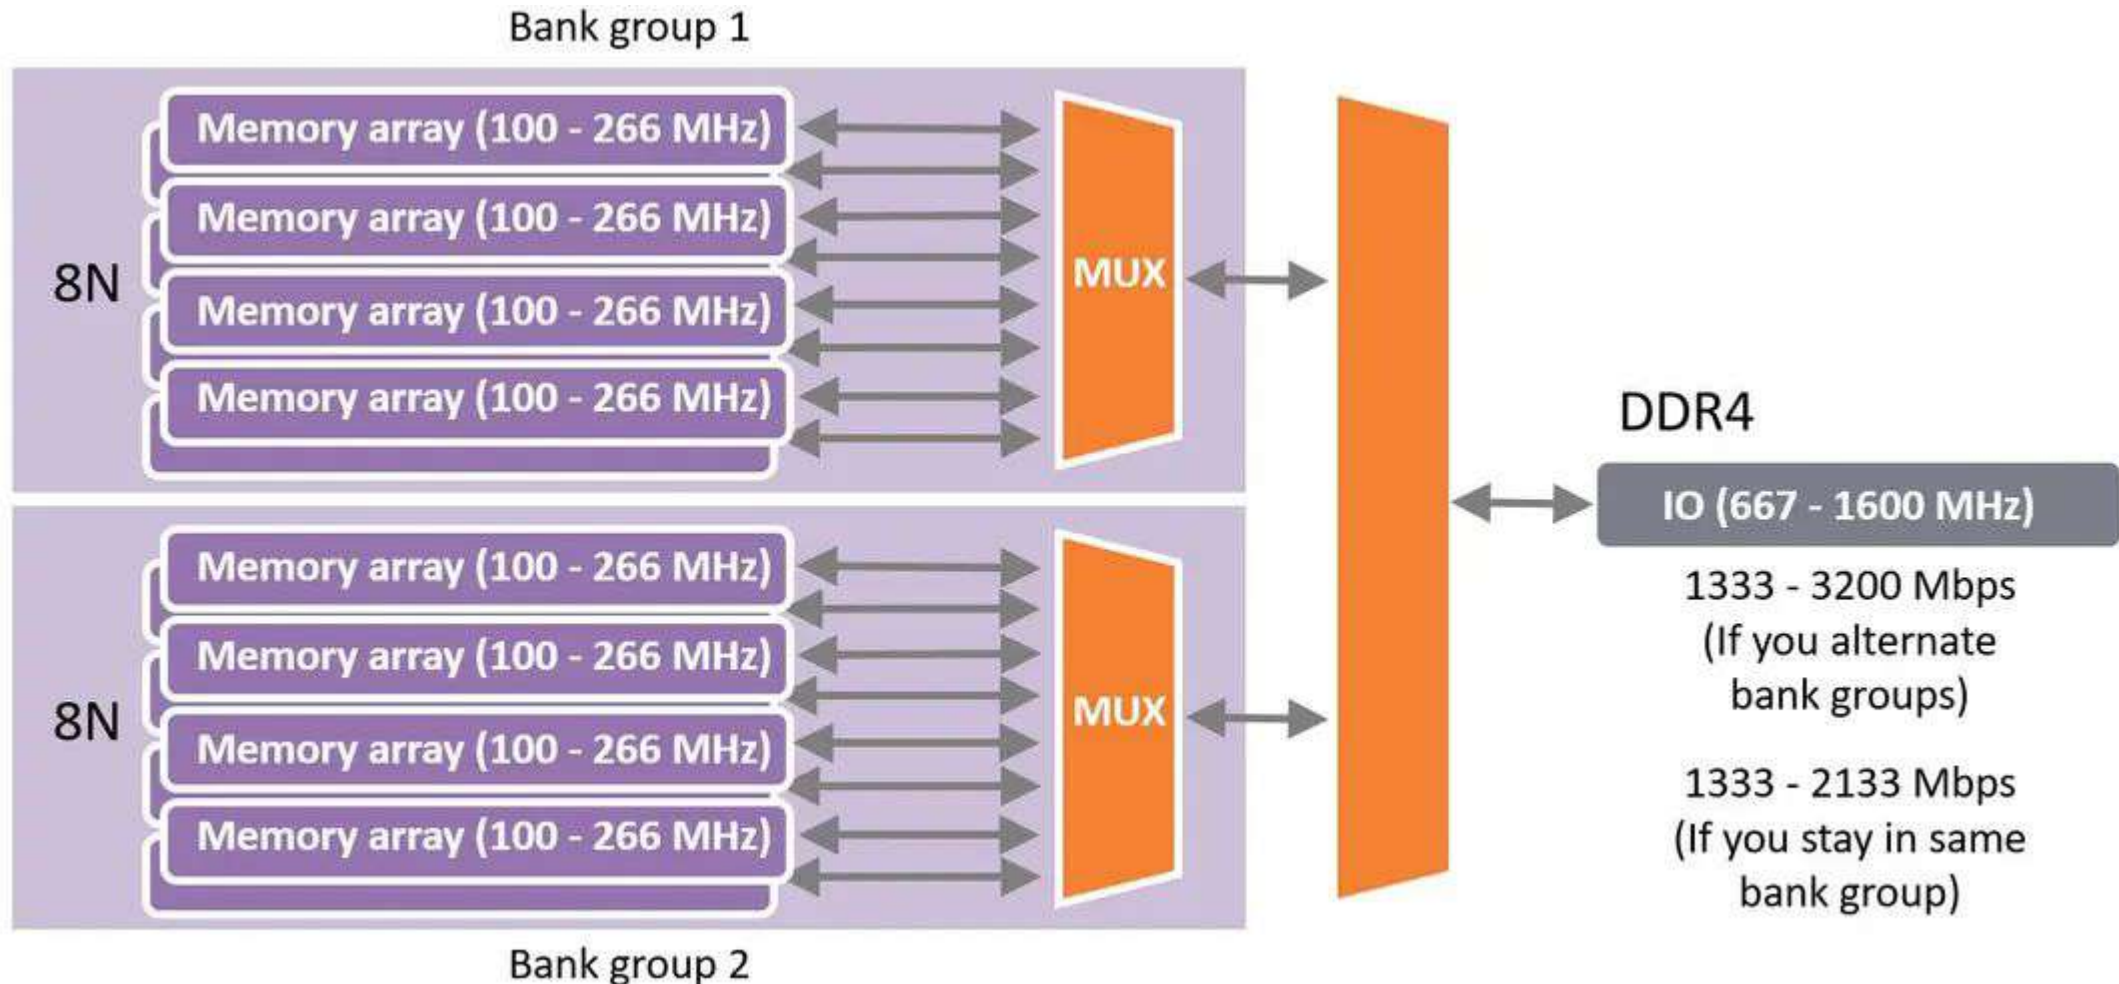 Bank group 1
8N
Memory array (100 - 266 MHz)
Memory array (100 - 266 MHz)
Memory array (100 - 266 MHz)
Memory array (100 - 266 MHz)
MUX
8N
Memory array (100 - 266 MHz)
Memory array (100 - 266 MHz)
Memory array (100 - 266 MHz)
Memory array (100 - 266 MHz)
MUX
Bank group 2
DDR4
IO (667 - 1600 MHz)
1333 - 3200 Mbps
(If you alternate
bank groups)
1333 - 2133 Mbps
(If you stay in same
bank group)